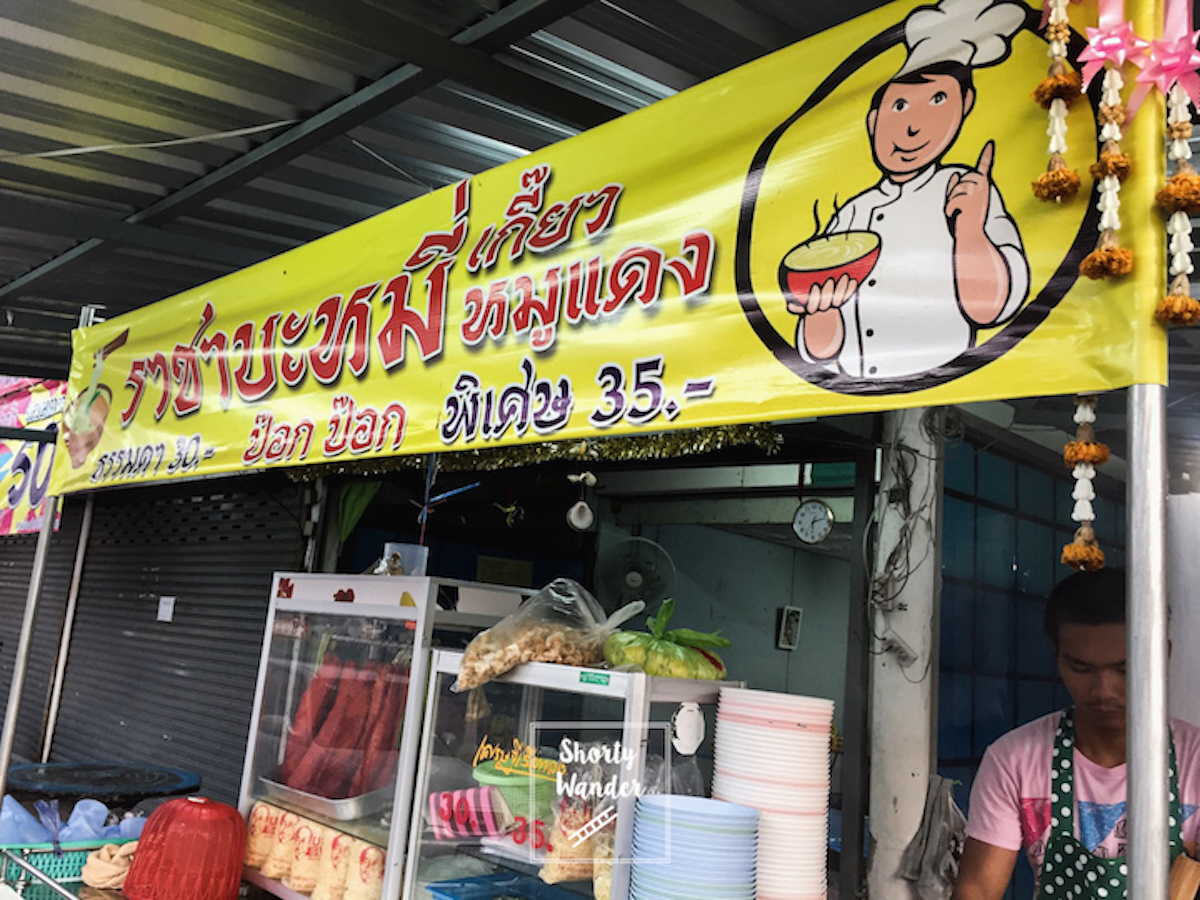 ราชาบะหมี่ เกี๊ยว
หมูแดง
ธรรมดา 30.- ป๊อก ป๊อก พิเศษ 35.-
50
30.
35.
Shorty
Wander